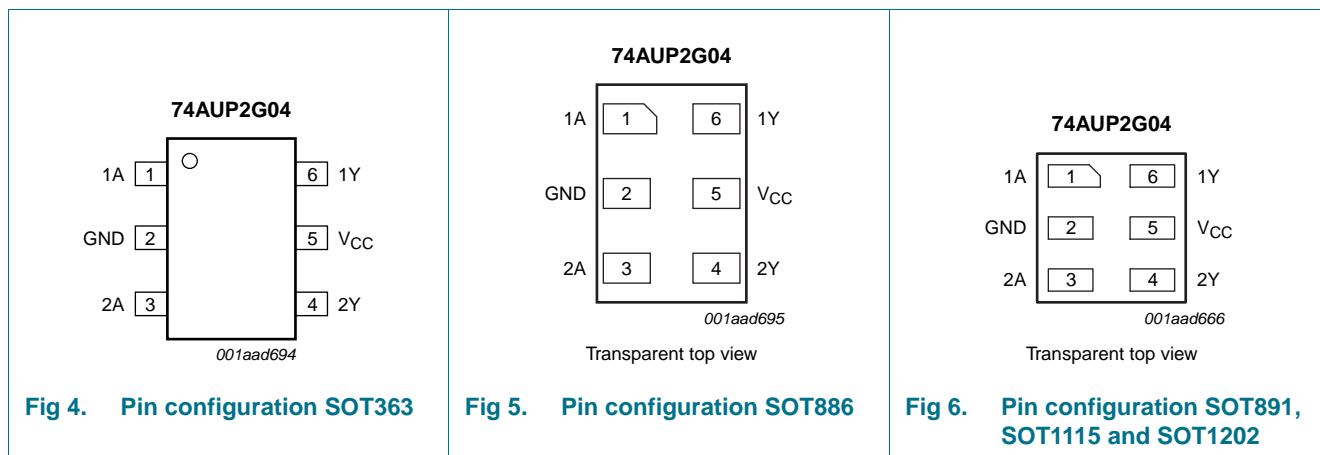 74AUP2G04
1A 1 6 1Y
GND 2 5 VCC
2A 3 4 2Y
001aad694
Fig 4. Pin configuration SOT363
74AUP2G04
1A 1 6 1Y
GND 2 5 VCC
2A 3 4 2Y
001aad695
Transparent top view
Fig 5. Pin configuration SOT886
74AUP2G04
1A 1 6 1Y
GND 2 5 VCC
2A 3 4 2Y
001aad666
Transparent top view
Fig 6. Pin configuration SOT891,
SOT1115 and SOT1202